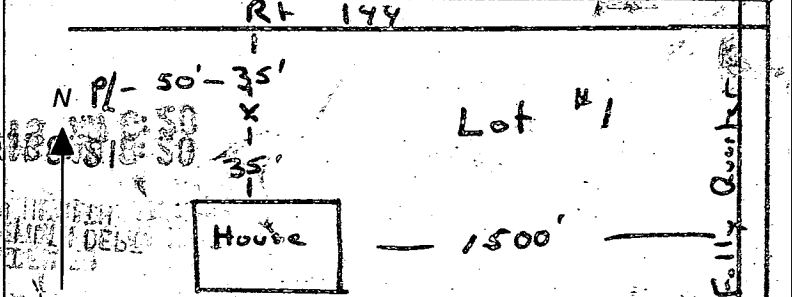 Rt 144
N P/- 50'-35'
X
Lot #1
35'
House
1500'
Folly Quarter